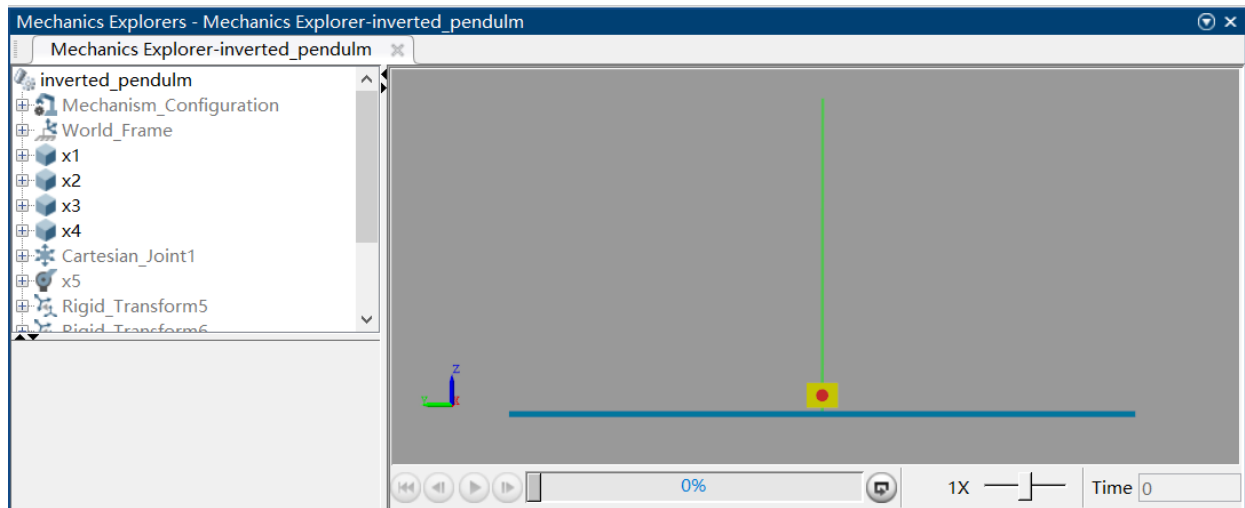 Mechanics Explorers - Mechanics Explorer-inverted_pendulm
Mechanics Explorer-inverted_pendulm
inverted_pendulm
Mechanism_Configuration
World_Frame
x1
x2
x3
x4
Cartesian_Joint1
x5
Rigid_Transform5
Rigid_Transform6
z
y x
0%
1X
Time 0